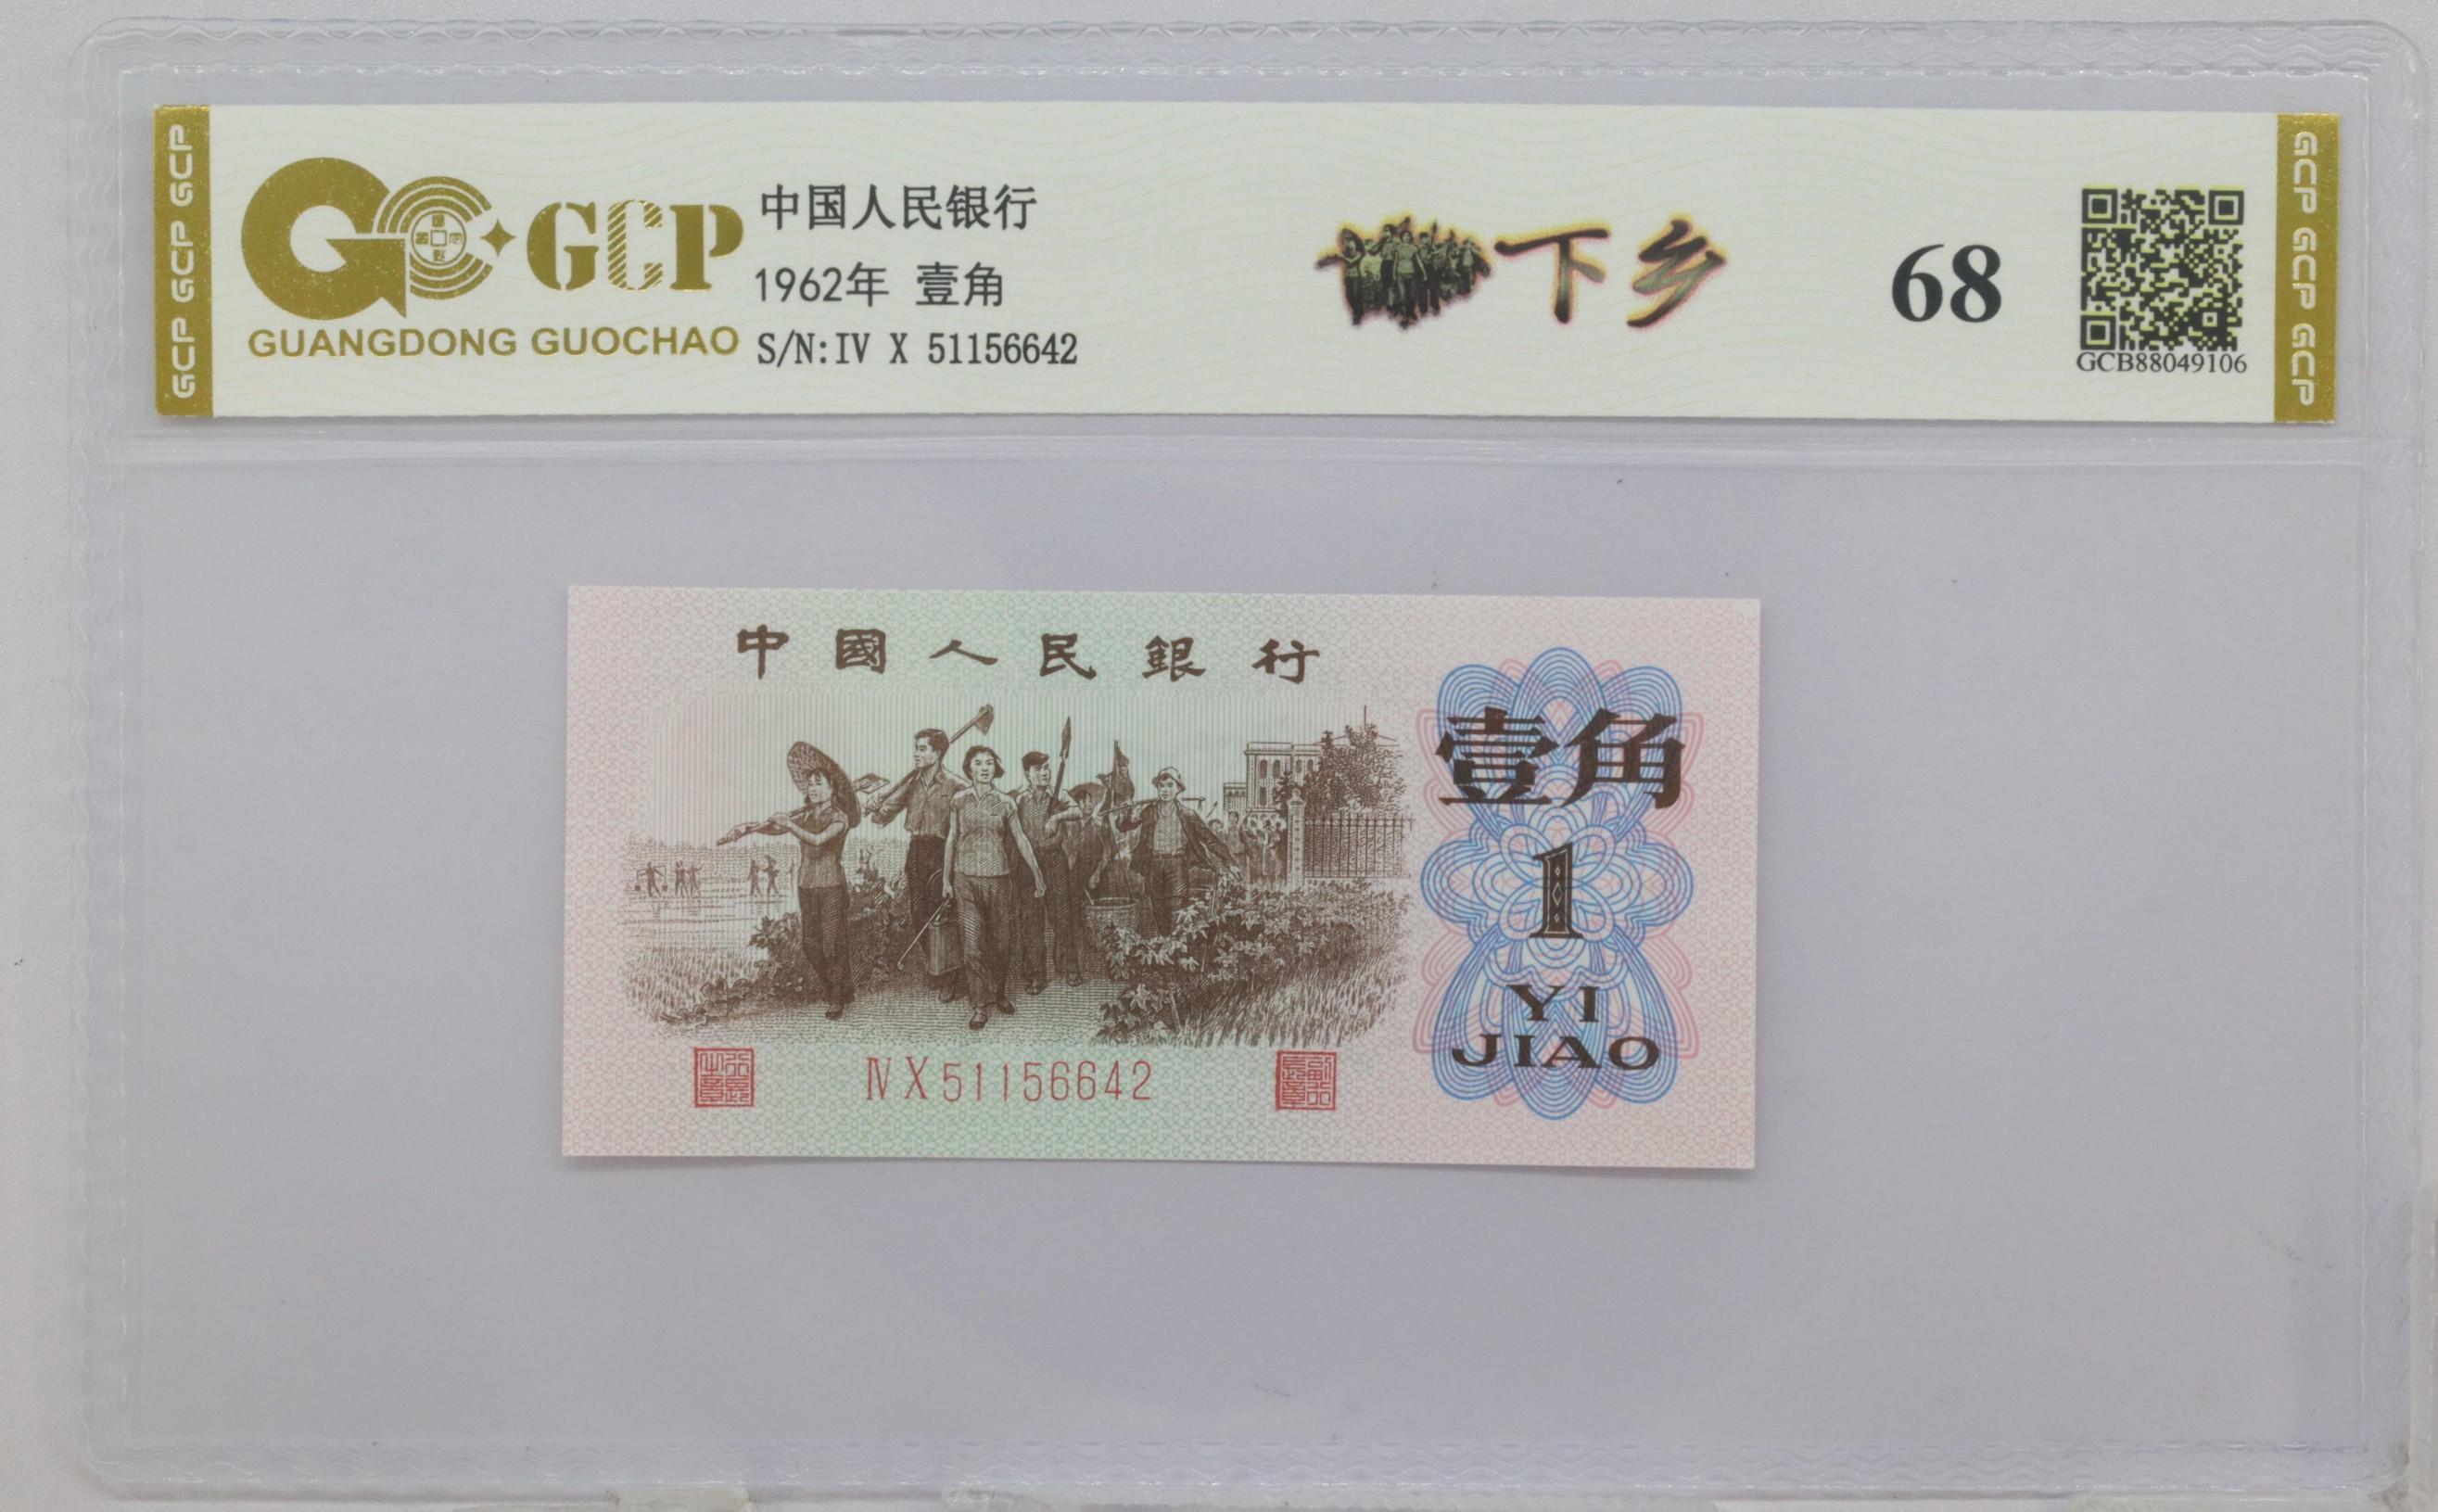 GCP GCP GCP
GCP
GUANGDONG GUOCHAO
中国人民银行
1962年 壹角
S/N:IV X 51156642
下乡
68
GCB88049106
GCP GCP GCP
中國人民銀行
壹角
1
YI
JIAO
Ⅳ X 51156642